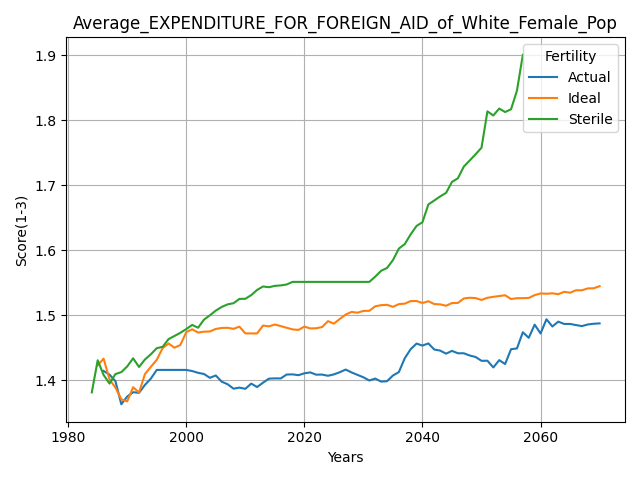 Average_EXPENDITURE_FOR_FOREIGN_AID_of_White_Female_Pop
Fertility
Actual
Ideal
Sterile
1.9
1.8
1.7
1.6
1.5
1.4
Score(1-3)
1980 2000 2020 2040 2060
Years